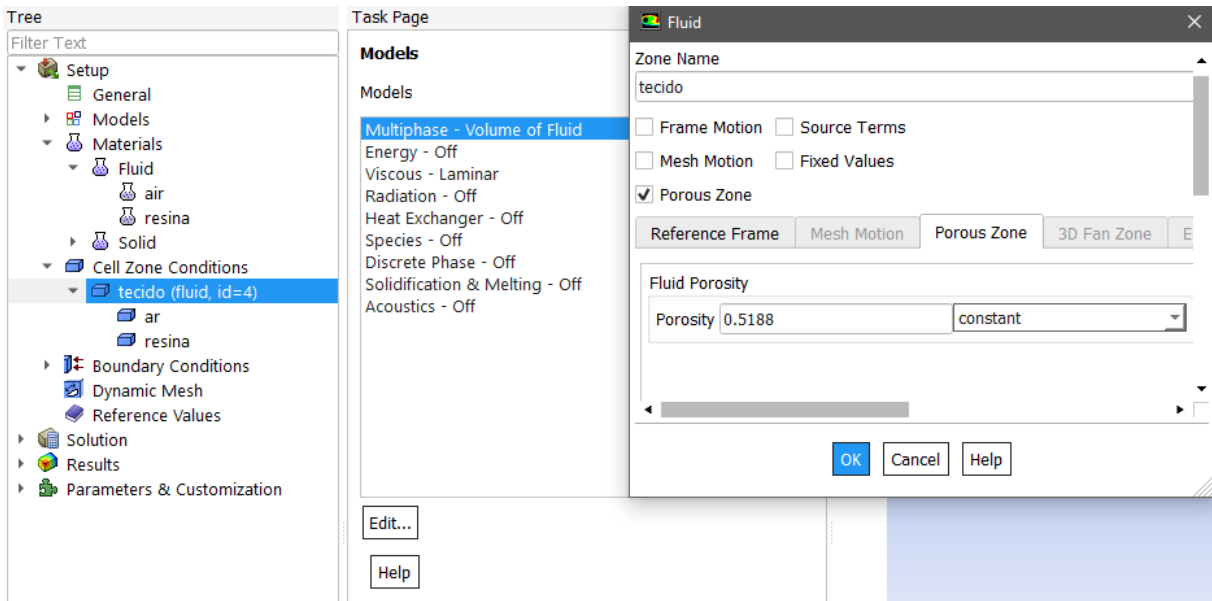 Tree
Filter Text
Setup
General
Models
Materials
Fluid
air
resina
Solid
Cell Zone Conditions
tecido (fluid, id=4)
ar
resina
Boundary Conditions
Dynamic Mesh
Reference Values
Solution
Results
Parameters & Customization
Task Page
Models
Models
Multiphase - Volume of Fluid
Energy - Off
Viscous - Laminar
Radiation - Off
Heat Exchanger - Off
Species - Off
Discrete Phase - Off
Solidification & Melting - Off
Acoustics - Off
Edit...
Help
Fluid
Zone Name
tecido
Frame Motion Source Terms
Mesh Motion Fixed Values
Porous Zone
Reference Frame Mesh Motion Porous Zone 3D Fan Zone E
Fluid Porosity
Porosity 0.5188 constant
OK Cancel Help